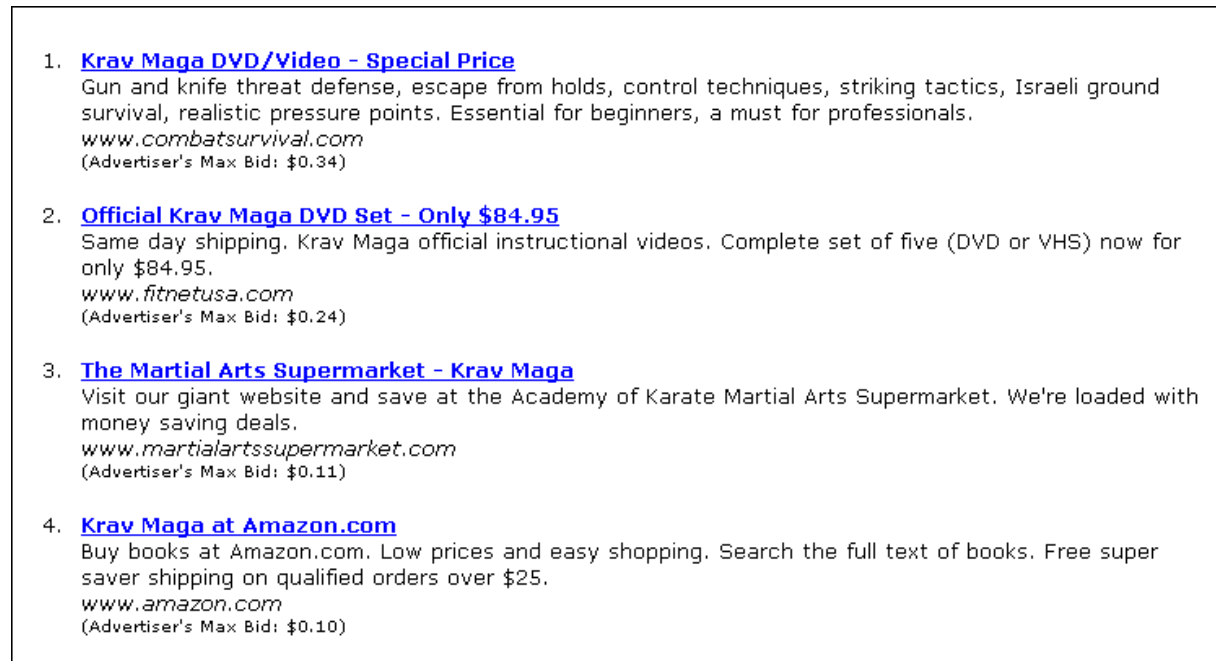 1. Krav Maga DVD/Video - Special Price
Gun and knife threat defense, escape from holds, control techniques, striking tactics, Israeli ground
survival, realistic pressure points. Essential for beginners, a must for professionals.
www.combatsurvival.com
(Advertiser's Max Bid: $0.34)
2. Official Krav Maga DVD Set - Only $84.95
Same day shipping. Krav Maga official instructional videos. Complete set of five (DVD or VHS) now for
only $84.95.
www.fitnetusa.com
(Advertiser's Max Bid: $0.24)
3. The Martial Arts Supermarket - Krav Maga
Visit our giant website and save at the Academy of Karate Martial Arts Supermarket. We're loaded with
money saving deals.
www.martialartssupermarket.com
(Advertiser's Max Bid: $0.11)
4. Krav Maga at Amazon.com
Buy books at Amazon.com. Low prices and easy shopping. Search the full text of books. Free super
saver shipping on qualified orders over $25.
www.amazon.com
(Advertiser's Max Bid: $0.10)